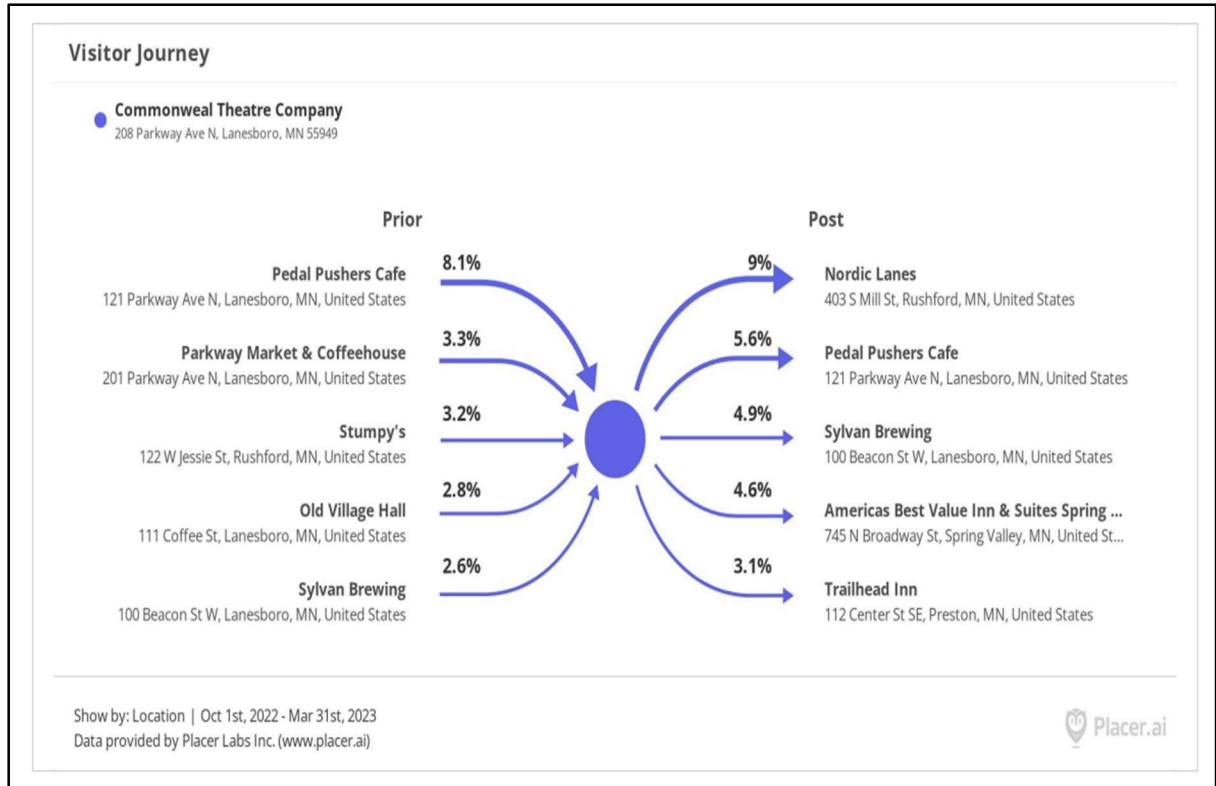 Visitor Journey
Commonweal Theatre Company
208 Parkway Ave N, Lanesboro, MN 55949
Prior
Pedal Pushers Cafe
121 Parkway Ave N, Lanesboro, MN, United States
8.1%
Parkway Market & Coffeehouse
201 Parkway Ave N, Lanesboro, MN, United States
3.3%
Stumpy's
122 W Jessie St, Rushford, MN, United States
3.2%
Old Village Hall
111 Coffee St, Lanesboro, MN, United States
2.8%
Sylvan Brewing
100 Beacon St W, Lanesboro, MN, United States
2.6%
Post
9%
Nordic Lanes
403 S Mill St, Rushford, MN, United States
5.6%
Pedal Pushers Cafe
121 Parkway Ave N, Lanesboro, MN, United States
4.9%
Sylvan Brewing
100 Beacon St W, Lanesboro, MN, United States
4.6%
Americas Best Value Inn & Suites Spring ...
745 N Broadway St, Spring Valley, MN, United St...
3.1%
Trailhead Inn
112 Center St SE, Preston, MN, United States
Show by: Location | Oct 1st, 2022 - Mar 31st, 2023
Data provided by Placer Labs Inc. (www.placer.ai)
Placer.ai